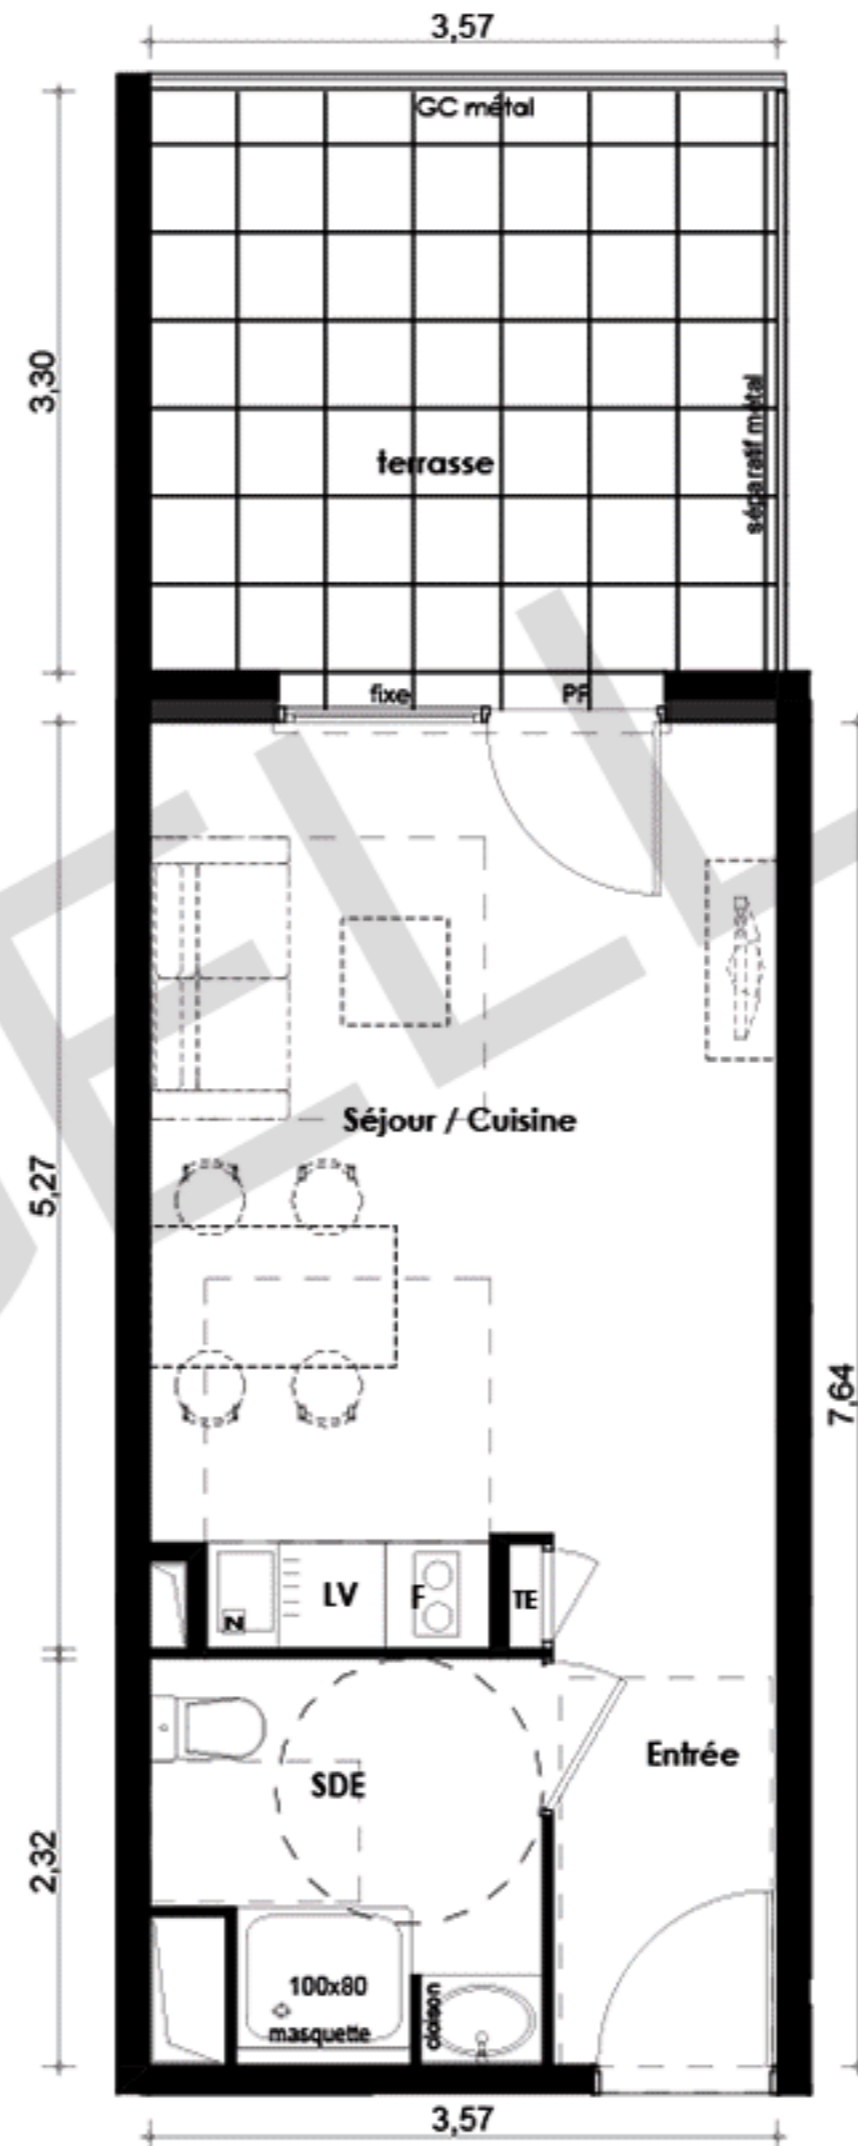 3,57
GC métal
3,30
terrasse
séparatif métal
fixe
PF
Séjour / Cuisine
5,27
7,64
LV
F
TE
N
Entrée
SDE
2,32
100x80
masquette
cloison
3,57